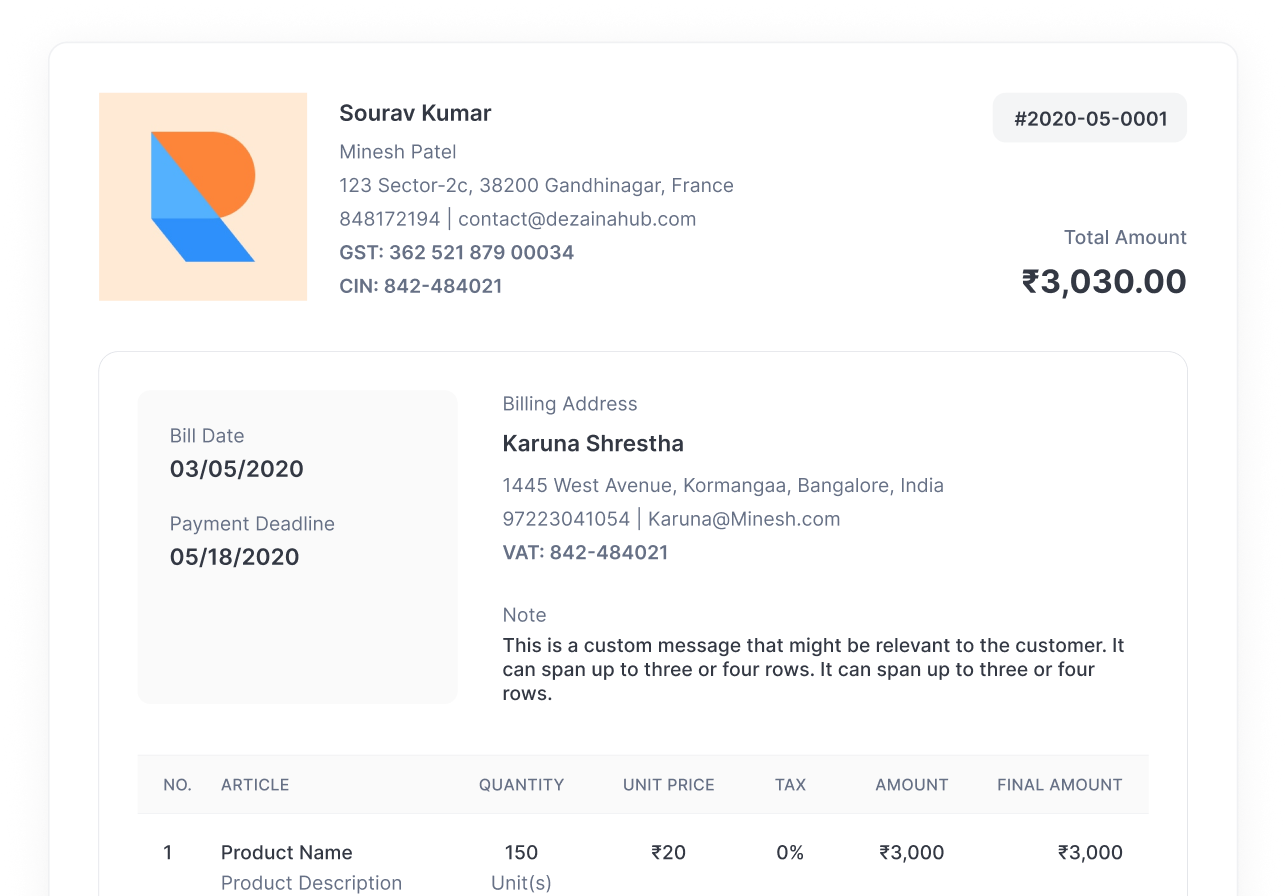 Sourav Kumar
Minesh Patel
123 Sector-2c, 38200 Gandhinagar, France
848172194 | contact@dezainahub.com
GST: 362 521 879 00034
CIN: 842-484021
#2020-05-0001
Total Amount
₹3,030.00
Bill Date
03/05/2020
Payment Deadline
05/18/2020
Billing Address
Karuna Shrestha
1445 West Avenue, Kormangaa, Bangalore, India
97223041054 | Karuna@Minesh.com
VAT: 842-484021
Note
This is a custom message that might be relevant to the customer. It
can span up to three or four rows. It can span up to three or four
rows.
NO. ARTICLE QUANTITY UNIT PRICE TAX AMOUNT FINAL AMOUNT
1 Product Name 150 ₹20 0% ₹3,000 ₹3,000
Product Description Unit(s)